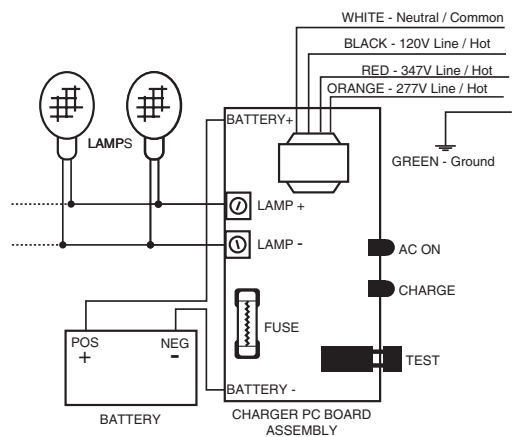 WHITE - Neutral / Common
BLACK - 120V Line / Hot
RED - 347V Line / Hot
ORANGE - 277V Line / Hot
GREEN - Ground
LAMPS
BATTERY+
LAMP +
LAMP -
AC ON
CHARGE
FUSE
TEST
POS
+
NEG
-
BATTERY -
BATTERY
CHARGER PC BOARD
ASSEMBLY